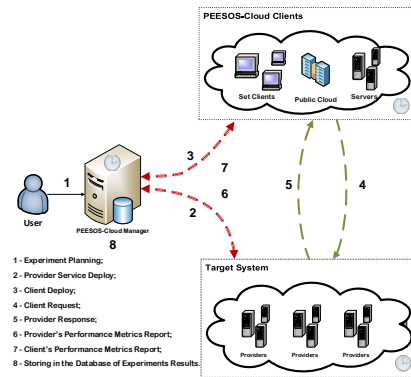 PEESOS-Cloud Clients
Set Clients
Public Cloud
Servers
3
7
1
6
2
5
4
User
PEESOS-Cloud Manager
8
1 - Experiment Planning;
2 - Provider Service Deploy;
3 - Client Deploy;
4 - Client Request;
5 - Provider Response;
6 - Provider's Performance Metrics Report;
7 - Client's Performance Metrics Report;
8 - Storing in the Database of Experiments Results.
Target System
Providers
Providers
Providers